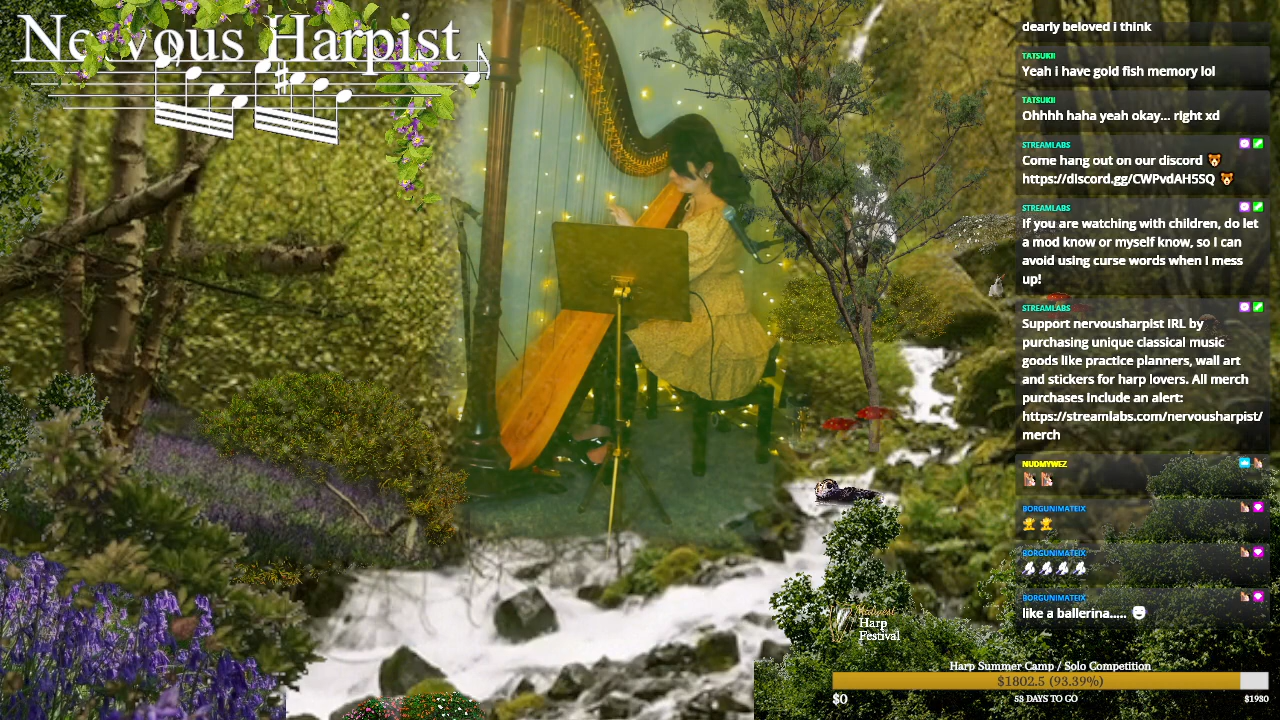 Nervous Harpist
dearly beloved i think
TATSUKII
Yeah i have gold fish memory lol
TATSUKII
Ohhhh haha yeah okay... right xd
STREAMLABS
Come hang out on our discord
https://discord.gg/CWPvdAH5SQ
STREAMLABS
If you are watching with children, do let
a mod know or myself know, so I can
avoid using curse words when I mess
up!
STREAMLABS
Support nervousharpist IRL by
purchasing unique classical music
goods like practice planners, wall art
and stickers for harp lovers. All merch
purchases include an alert:
https://streamlabs.com/nervousharpist/
merch
NUDMYWEZ
BORGUNIMATEIX
BORGUNIMATEIX
BORGUNIMATEIX
like a ballerina.....
Harp
Festival
Harp Summer Camp / Solo Competition
$1802.5 (93.39%)
$0
53 DAYS TO GO
$1930